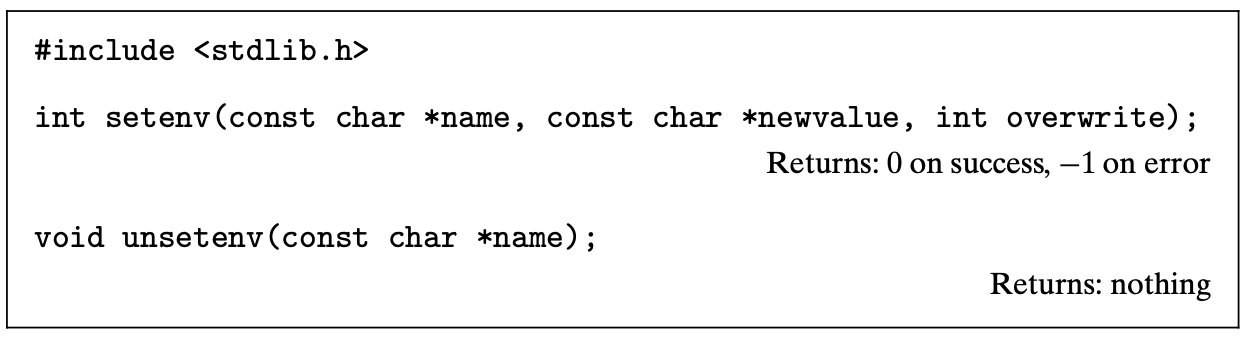 #include <stdlib.h>
int setenv(const char *name, const char *newvalue, int overwrite);
Returns: 0 on success, −1 on error
void unsetenv(const char *name);
Returns: nothing